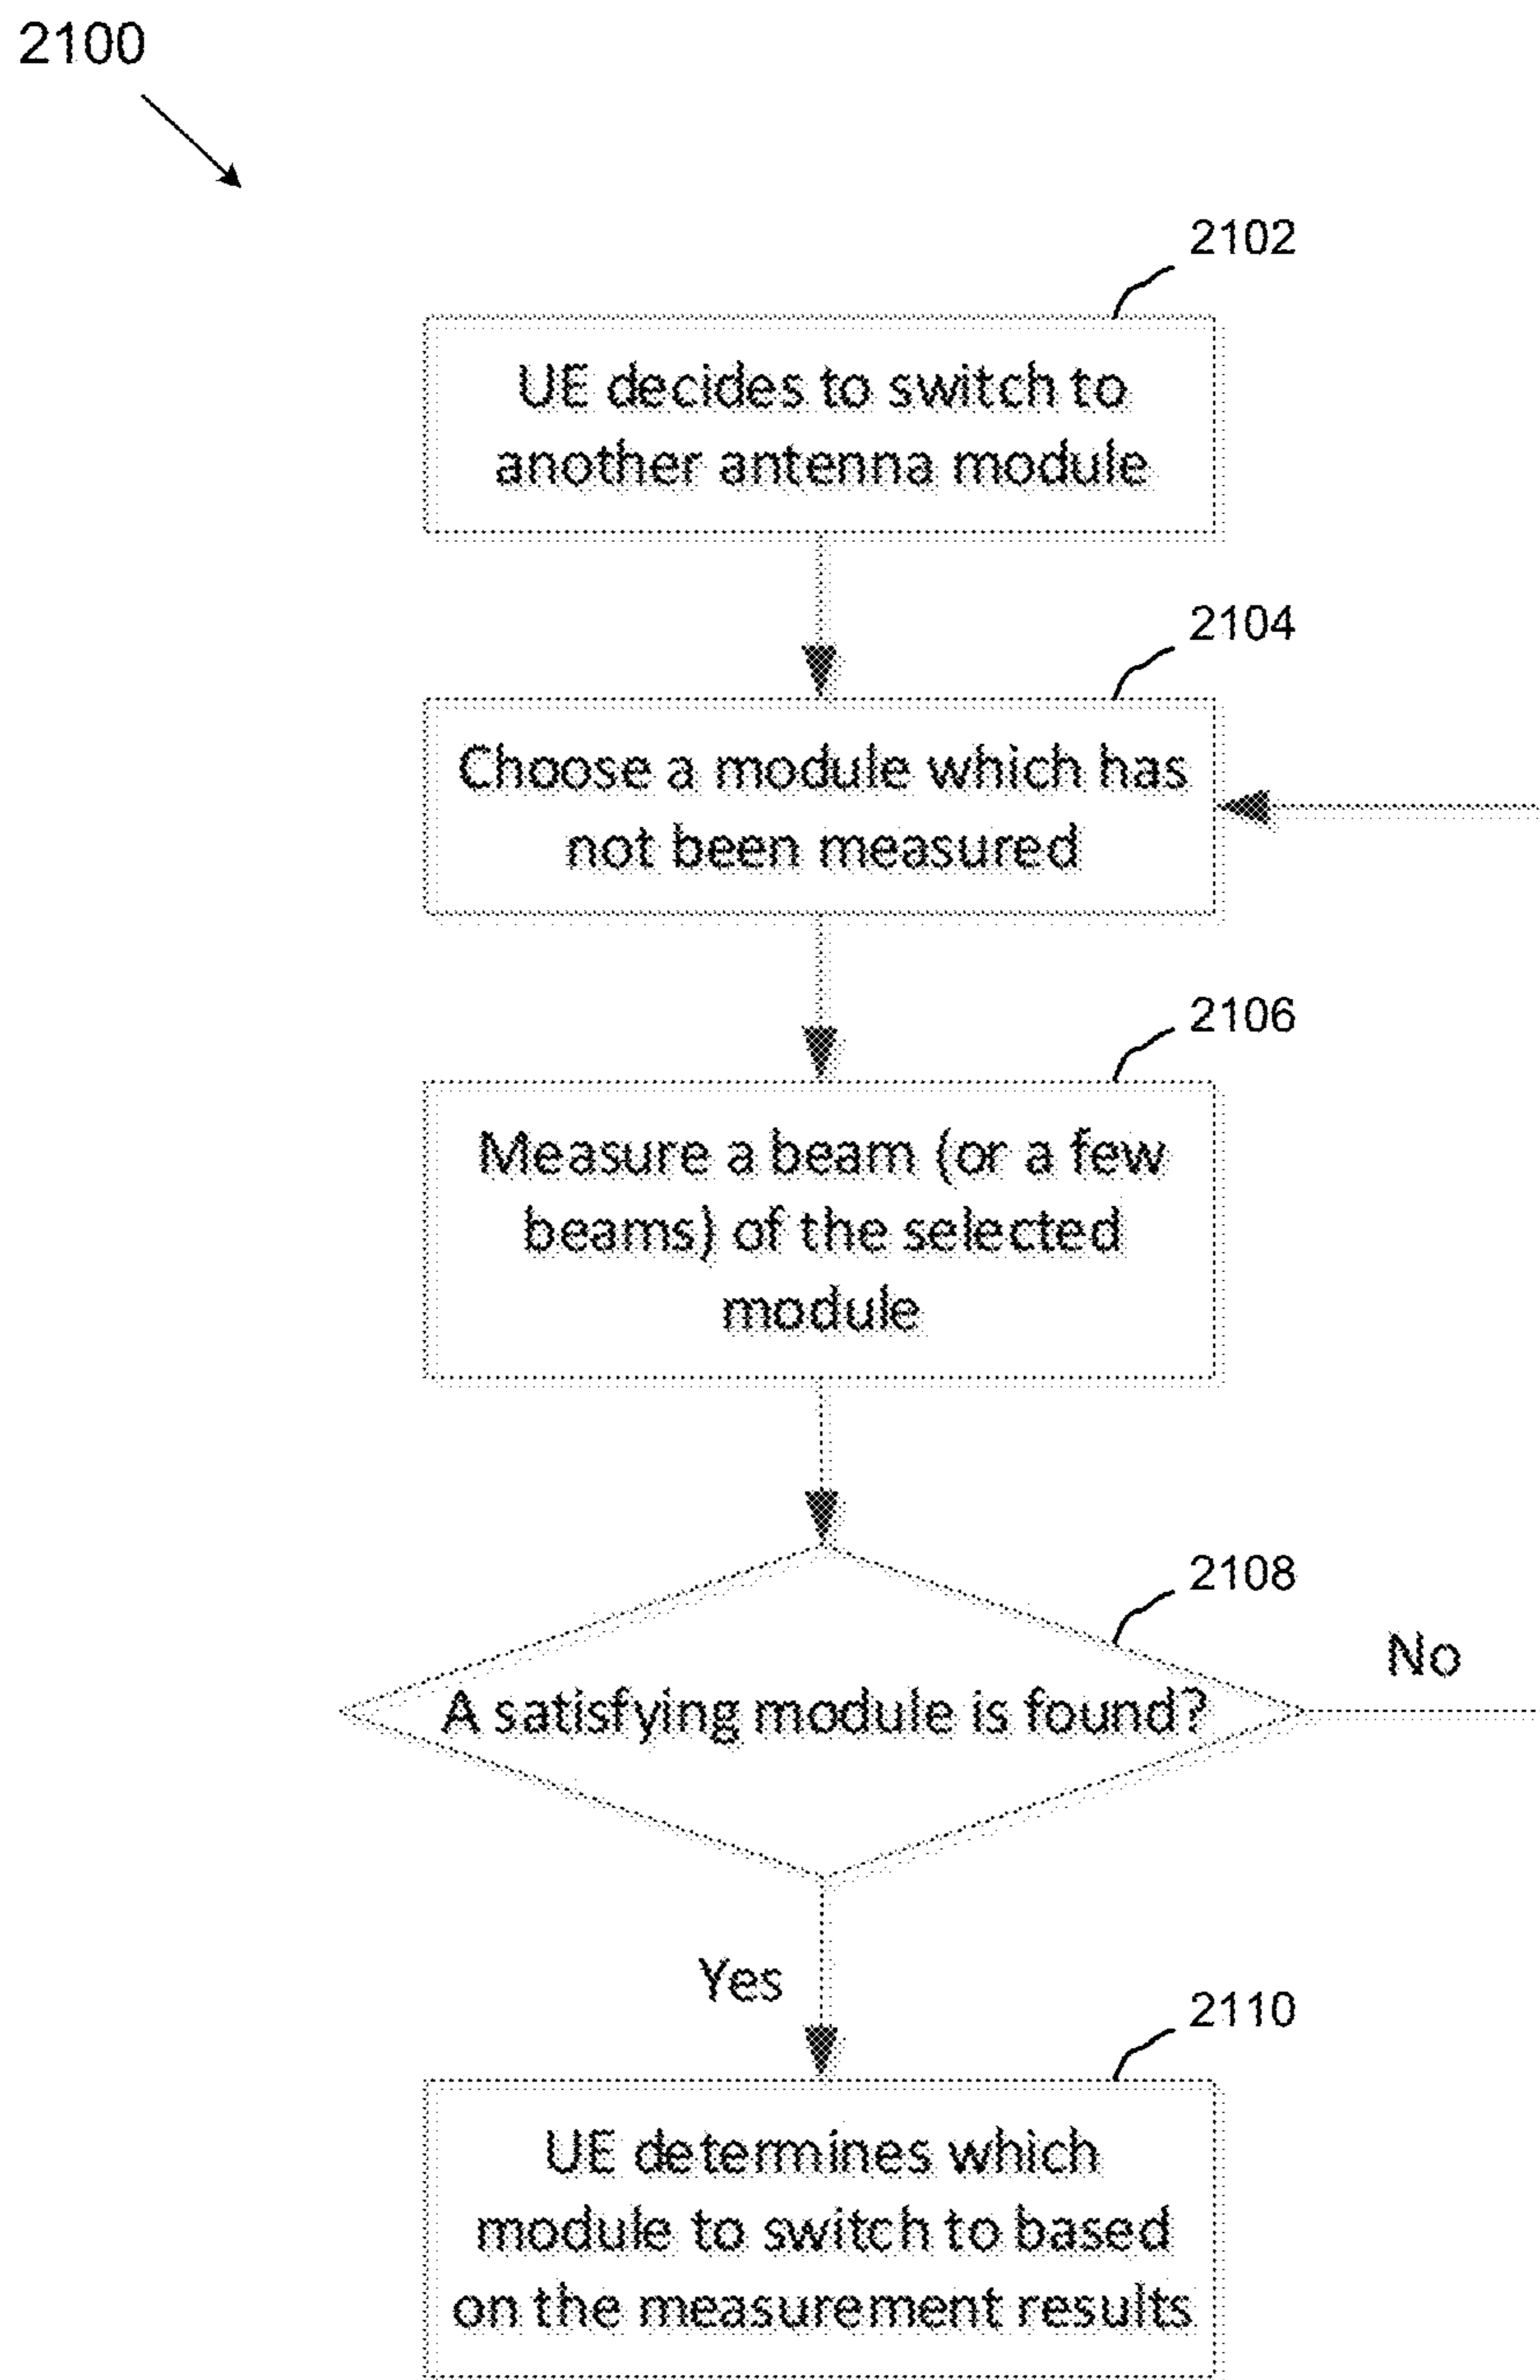 2100
2102
UE decides to switch to
another antenna module
2104
Choose a module which has
not been measured
2106
Measure a beam (or a few
beams) of the selected
module
2108
A satisfying module is found?
No
Yes
2110
UE determines which
module to switch to based
on the measurement results